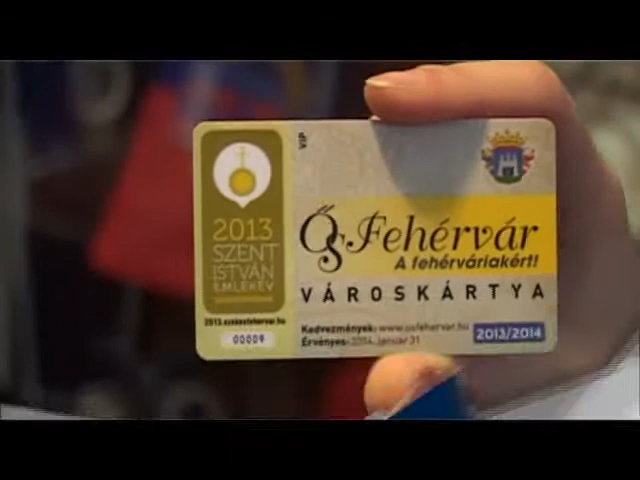 VIP
2013
SZENT
ISTVÁN
EMLÉKÉV
2013.szekesfehervar.hu
00009
Ős Fehérvár
A fehérváriakért!
VÁROSKÁRTYA
Kedvezmények: www.osfehervar.hu
Érvényes: 2014. január 31
2013/2014